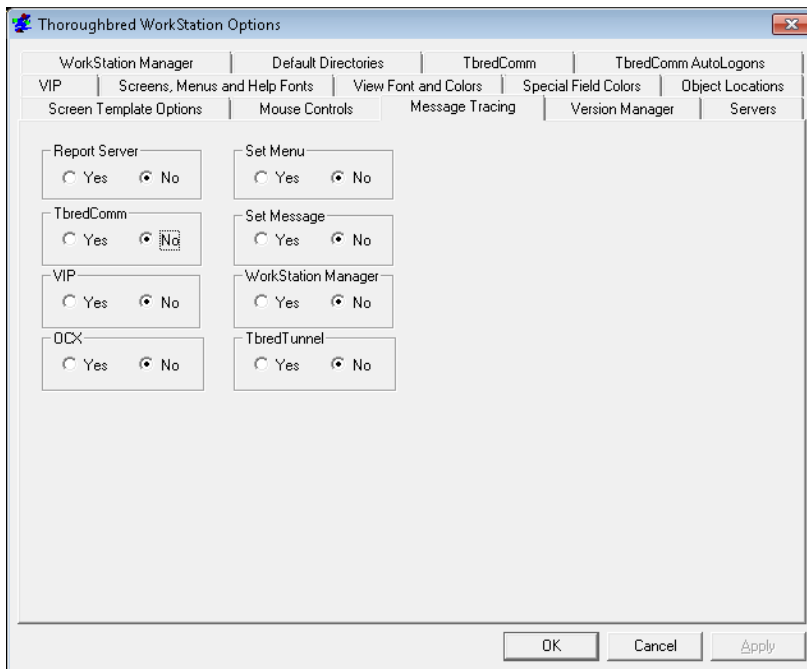 Thoroughbred WorkStation Options
WorkStation Manager Default Directories TbredComm TbredComm AutoLogons
VIP Screens, Menus and Help Fonts View Font and Colors Special Field Colors Object Locations
Screen Template Options Mouse Controls Message Tracing Version Manager Servers
Report Server Set Menu
Yes No Yes No
TbredComm Set Message
Yes No Yes No
VIP WorkStation Manager
Yes No Yes No
OCX TbredTunnel
Yes No Yes No
OK Cancel Apply